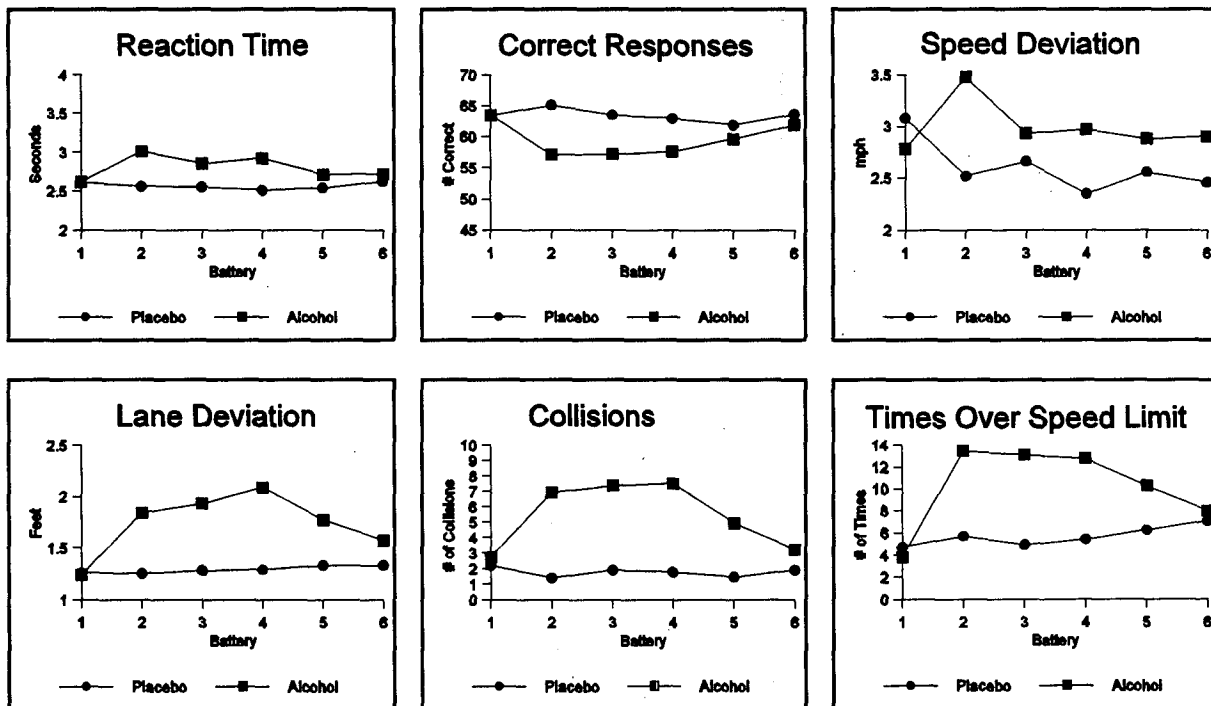 Reaction Time
4
3.5
3
2.5
2
Seconds
1 2 3 4 5 6
Battery
Placebo Alcohol
Correct Responses
70
65
60
55
50
45
# Correct
1 2 3 4 5 6
Battery
Placebo Alcohol
Speed Deviation
3.5
3
2.5
2
mph
1 2 3 4 5 6
Battery
Placebo Alcohol
Lane Deviation
2.5
2
1.5
1
Feet
1 2 3 4 5 6
Battery
Placebo Alcohol
Collisions
10
9
8
7
6
5
4
3
2
1
0
# of Collisions
1 2 3 4 5 6
Battery
Placebo Alcohol
Times Over Speed Limit
14
12
10
8
6
4
2
0
# of Times
1 2 3 4 5 6
Battery
Placebo Alcohol